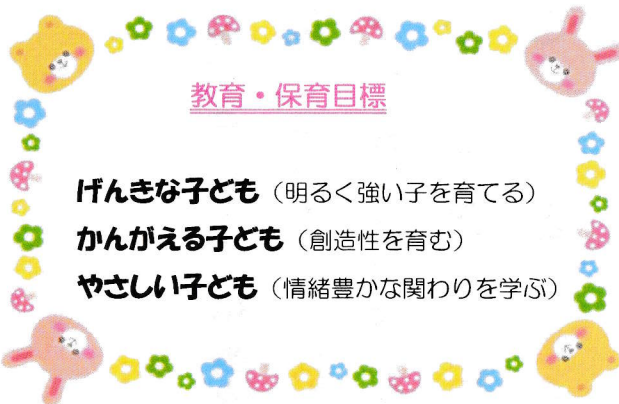 教育・保育目標
げんきな子ども（明るく強い子を育てる）
かんがえる子ども（創造性を育む）
やさしい子ども（情緒豊かな関わりを学ぶ）